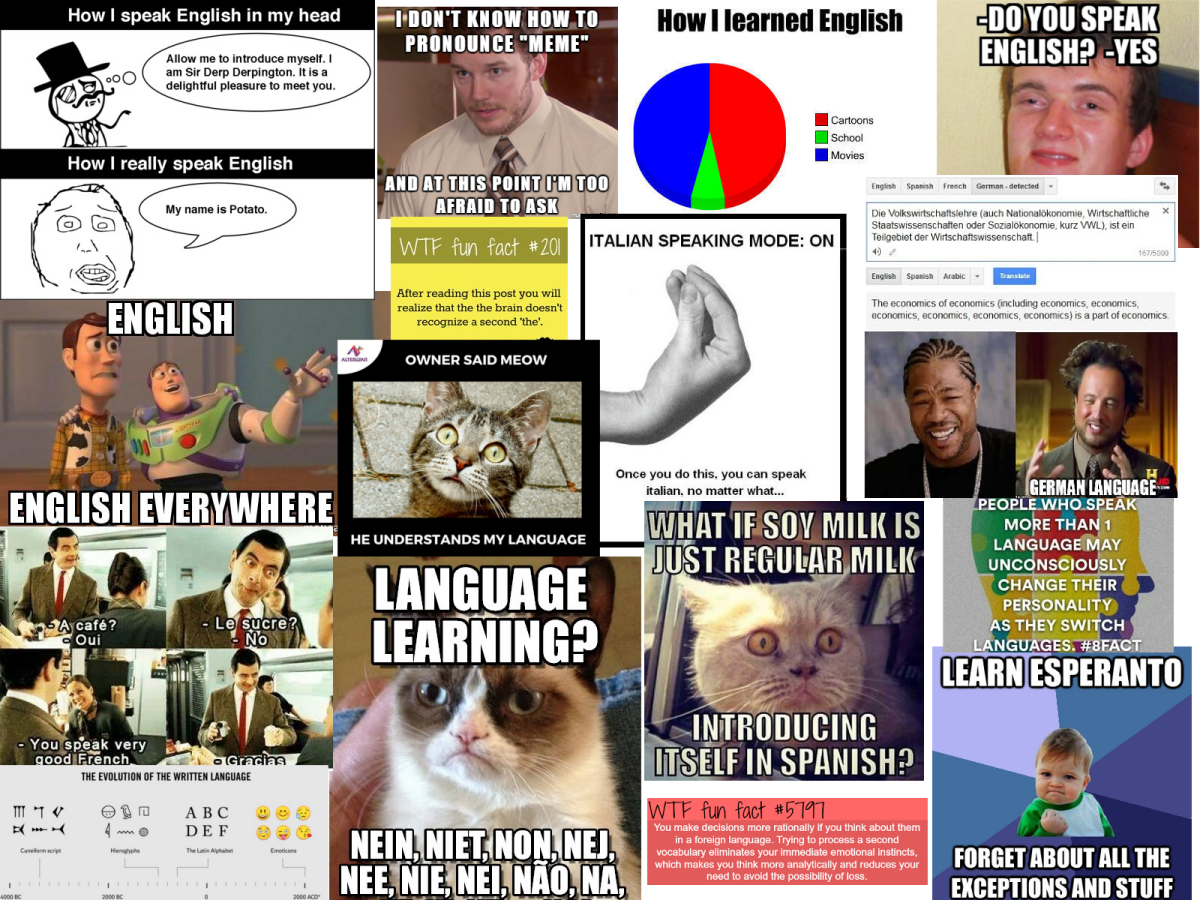 How I speak English in my head
Allow me to introduce myself. I
am Sir Derp Derpington. It is a
delightful pleasure to meet you.
How I really speak English
My name is Potato.
I DON'T KNOW HOW TO
PRONOUNCE "MEME"
AND AT THIS POINT I'M TOO
AFRAID TO ASK
How I learned English
Cartoons
School
Movies
-DO YOU SPEAK
ENGLISH? -YES
English Spanish French German - detected
Die Volkswirtschaftslehre (auch Nationalökonomie, Wirtschaftliche
Staatswissenschaften oder Sozialökonomie, kurz VWL), ist ein
Teilgebiet der Wirtschaftswissenschaft.
167/5000
English Spanish Arabic Translate
The economics of economics (including economics, economics,
economics, economics, economics, economics) is a part of economics.
WTF fun fact #201
After reading this post you will
realize that the the brain doesn't
recognize a second 'the'.
ITALIAN SPEAKING MODE: ON
Once you do this, you can speak
italian, no matter what...
ENGLISH
LIGHTYEAR
ENGLISH EVERYWHERE
OWNER SAID MEOW
HE UNDERSTANDS MY LANGUAGE
H
GERMAN LANGUAGE
PEOPLE WHO SPEAK
MORE THAN 1
LANGUAGE MAY
UNCONSCIOUSLY
CHANGE THEIR
PERSONALITY
AS THEY SWITCH
LANGUAGES. #8FACT
- A café?
- Oui
- Le sucre?
- No
- You speak very
good French
- Gracias
LANGUAGE
LEARNING?
NEIN, NIET, NON, NEJ,
NEE, NIE, NEI, NÃO, NA,
WHAT IF SOY MILK IS
JUST REGULAR MILK
INTRODUCING
ITSELF IN SPANISH?
LEARN ESPERANTO
FORGET ABOUT ALL THE
EXCEPTIONS AND STUFF
THE EVOLUTION OF THE WRITTEN LANGUAGE
A B C
D E F
Cuneiform script Hieroglyphs The Latin Alphabet Emoticons
4000 BC 2000 BC 0 2000 ACD*
WTF fun fact #5797
You make decisions more rationally if you think about them
in a foreign language. Trying to process a second
vocabulary eliminates your immediate emotional instincts,
which makes you think more analytically and reduces your
need to avoid the possibility of loss.